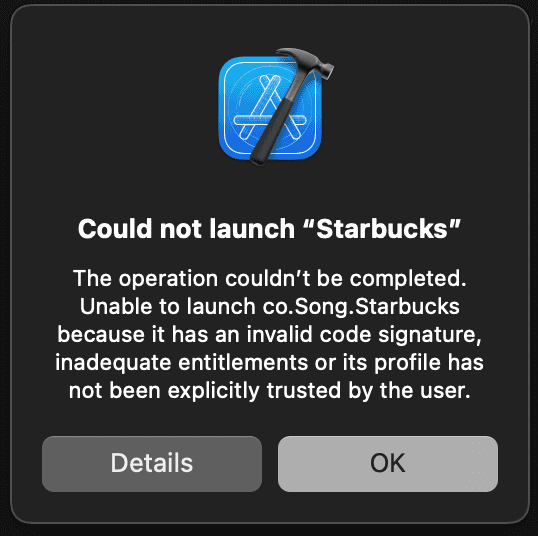 Could not launch “Starbucks”
The operation couldn’t be completed.
Unable to launch co.Song.Starbucks
because it has an invalid code signature,
inadequate entitlements or its profile has
not been explicitly trusted by the user.
Details
OK